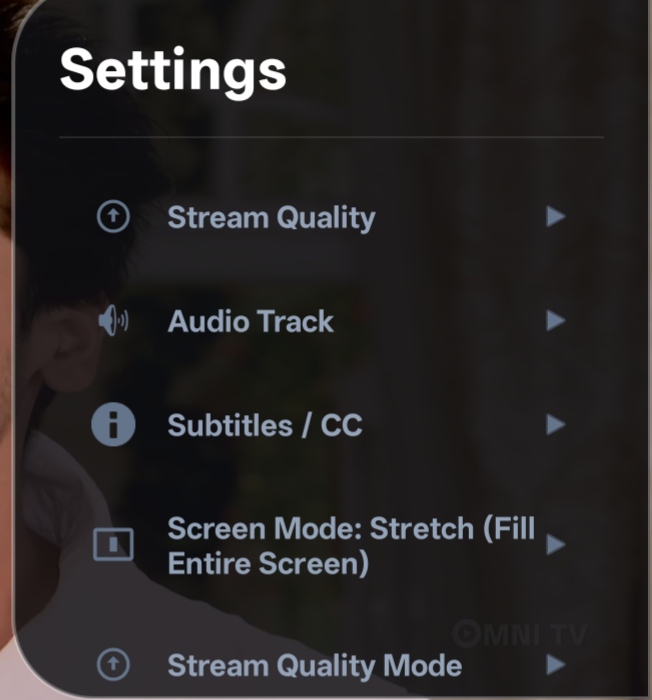 Settings
Stream Quality
Audio Track
Subtitles / CC
Screen Mode: Stretch (Fill
Entire Screen)
OMNI TV
Stream Quality Mode